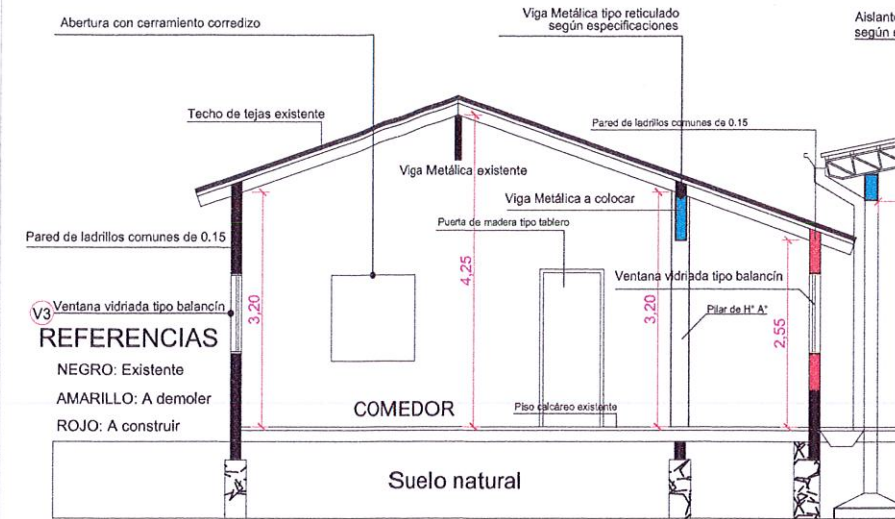 Abertura con cerramiento corredizo
Viga Metálica tipo reticulado
según especificaciones
Aislant
según
Techo de tejas existente
Pared de ladrillos comunes de 0.15
Viga Metálica existente
Viga Metálica a colocar
Puerta de madera tipo tablero
Pared de ladrillos comunes de 0.15
4,25
Ventana vidriada tipo balancín
V3 Ventana vidriada tipo balancín
3,20
3,20
Pilar de H° A°
2,55
REFERENCIAS
NEGRO: Existente
AMARILLO: A demoler
ROJO: A construir
COMEDOR
Piso calcáreo existente
Suelo natural